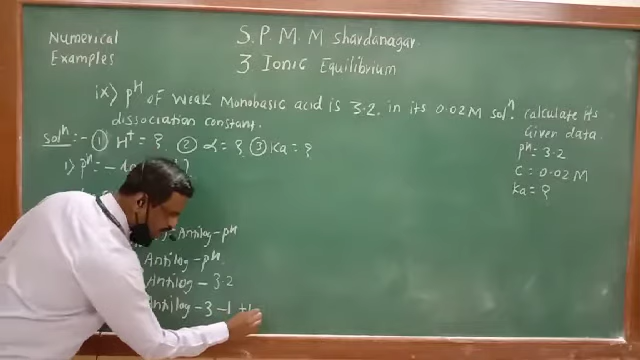 Numerical
Examples
S.P.M.M Shardanagar
3 Ionic Equilibrium
ix) pH of weak Monobasic acid is 3.2. in its 0.02 M solⁿ. calculate its
dissociation constant.
Given data.
pH = 3.2
C = 0.02 M
Ka = ?
Solⁿ:- ① H⁺ = ? ② α = ? ③ Ka = ?
1) pH = -
Antilog - pH
Antilog - pH.
Antilog - 3.2
Antilog - 3 - 1 +